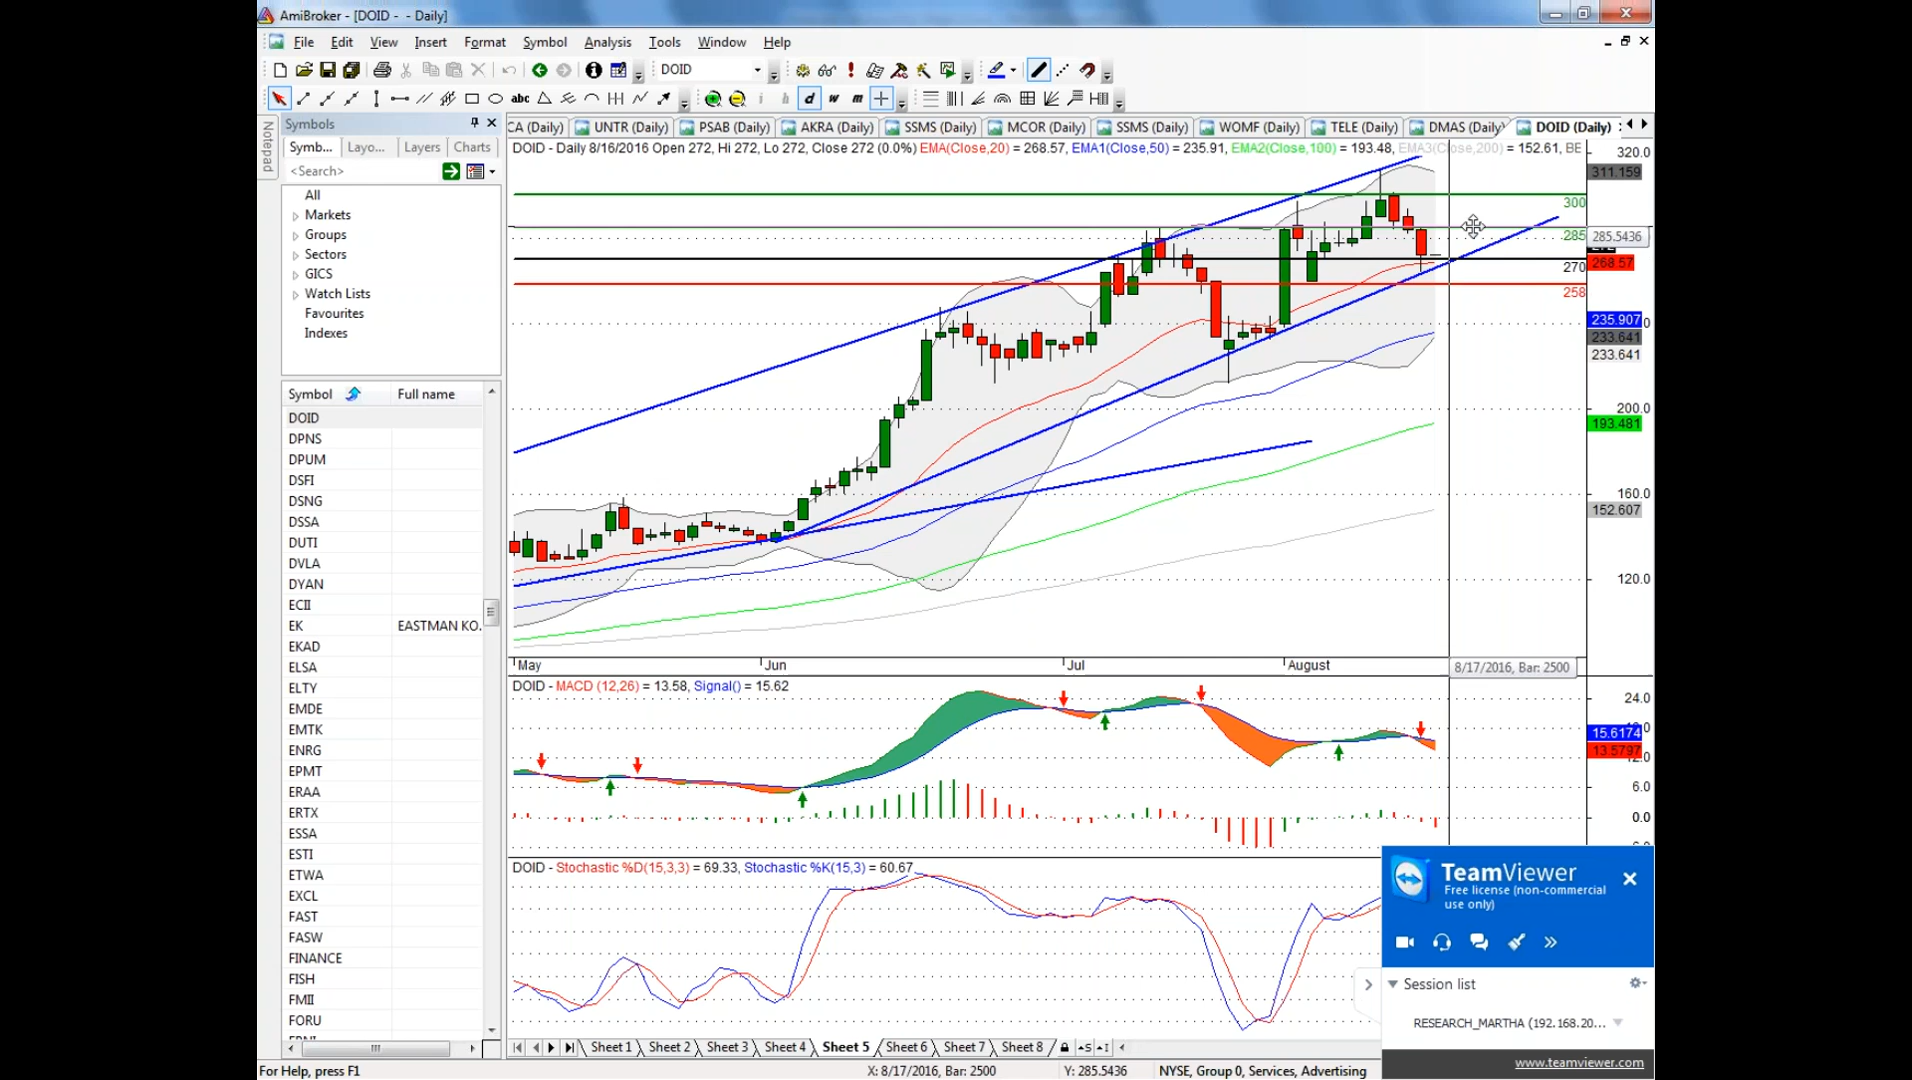 AmiBroker - [DOID - - Daily]
File Edit View Insert Format Symbol Analysis Tools Window Help
DOID
abc i h d w m
Notepad
Symbols
Symb... Layo... Layers Charts
<Search>
All
Markets
Groups
Sectors
GICS
Watch Lists
Favourites
Indexes
Symbol Full name
DOID
DPNS
DPUM
DSFI
DSNG
DSSA
DUTI
DVLA
DYAN
ECII
EK EASTMAN KO.
EKAD
ELSA
ELTY
EMDE
EMTK
ENRG
EPMT
ERAA
ERTX
ESSA
ESTI
ETWA
EXCL
FAST
FASW
FINANCE
FISH
FMII
FORU
CA (Daily) UNTR (Daily) PSAB (Daily) AKRA (Daily) SSMS (Daily) MCOR (Daily) SSMS (Daily) WOMF (Daily) TELE (Daily) DMAS (Daily) DOID (Daily)
DOID - Daily 8/16/2016 Open 272, Hi 272, Lo 272, Close 272 (0.0%) EMA(Close,20) = 268.57, EMA1(Close,50) = 235.91, EMA2(Close,100) = 193.48, EMA3(Close,200) = 152.61, BE
320.0
311.159
300
285
285.5436
268.57
270
258
235.907
233.641
233.641
200.0
193.481
160.0
152.607
120.0
May Jun Jul August 8/17/2016, Bar: 2500
DOID - MACD (12,26) = 13.58, Signal() = 15.62
24.0
15.6174
13.5797
12.0
6.0
0.0
DOID - Stochastic %D(15,3,3) = 69.33, Stochastic %K(15,3) = 60.67
TeamViewer
Free license (non-commercial
use only)
Session list
RESEARCH_MARTHA (192.168.20...
www.teamviewer.com
Sheet 1 Sheet 2 Sheet 3 Sheet 4 Sheet 5 Sheet 6 Sheet 7 Sheet 8
For Help, press F1 X: 8/17/2016, Bar: 2500 Y: 285.5436 NYSE, Group 0, Services, Advertising